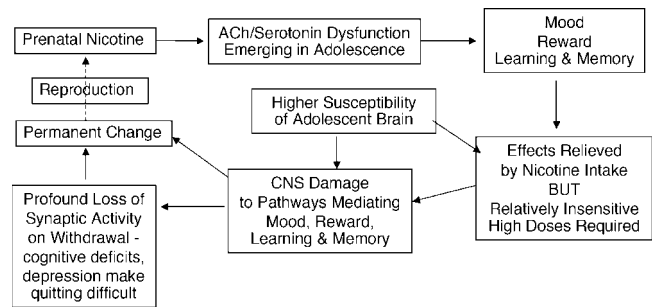 Prenatal Nicotine
ACh/Serotonin Dysfunction
Emerging in Adolescence
Mood
Reward
Learning & Memory
Reproduction
Higher Susceptibility
of Adolescent Brain
Permanent Change
Effects Relieved
by Nicotine Intake
BUT
Relatively Insensitive
High Doses Required
CNS Damage
to Pathways Mediating
Mood, Reward,
Learning & Memory
Profound Loss of
Synaptic Activity
on Withdrawal -
cognitive deficits,
depression make
quitting difficult